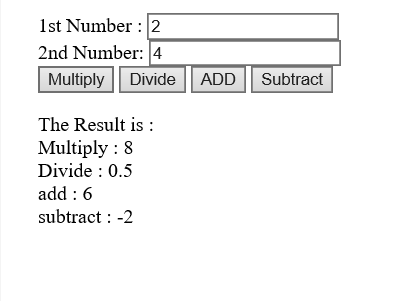 1st Number : 2
2nd Number: 4
Multiply Divide ADD Subtract
The Result is :
Multiply : 8
Divide : 0.5
add : 6
subtract : -2